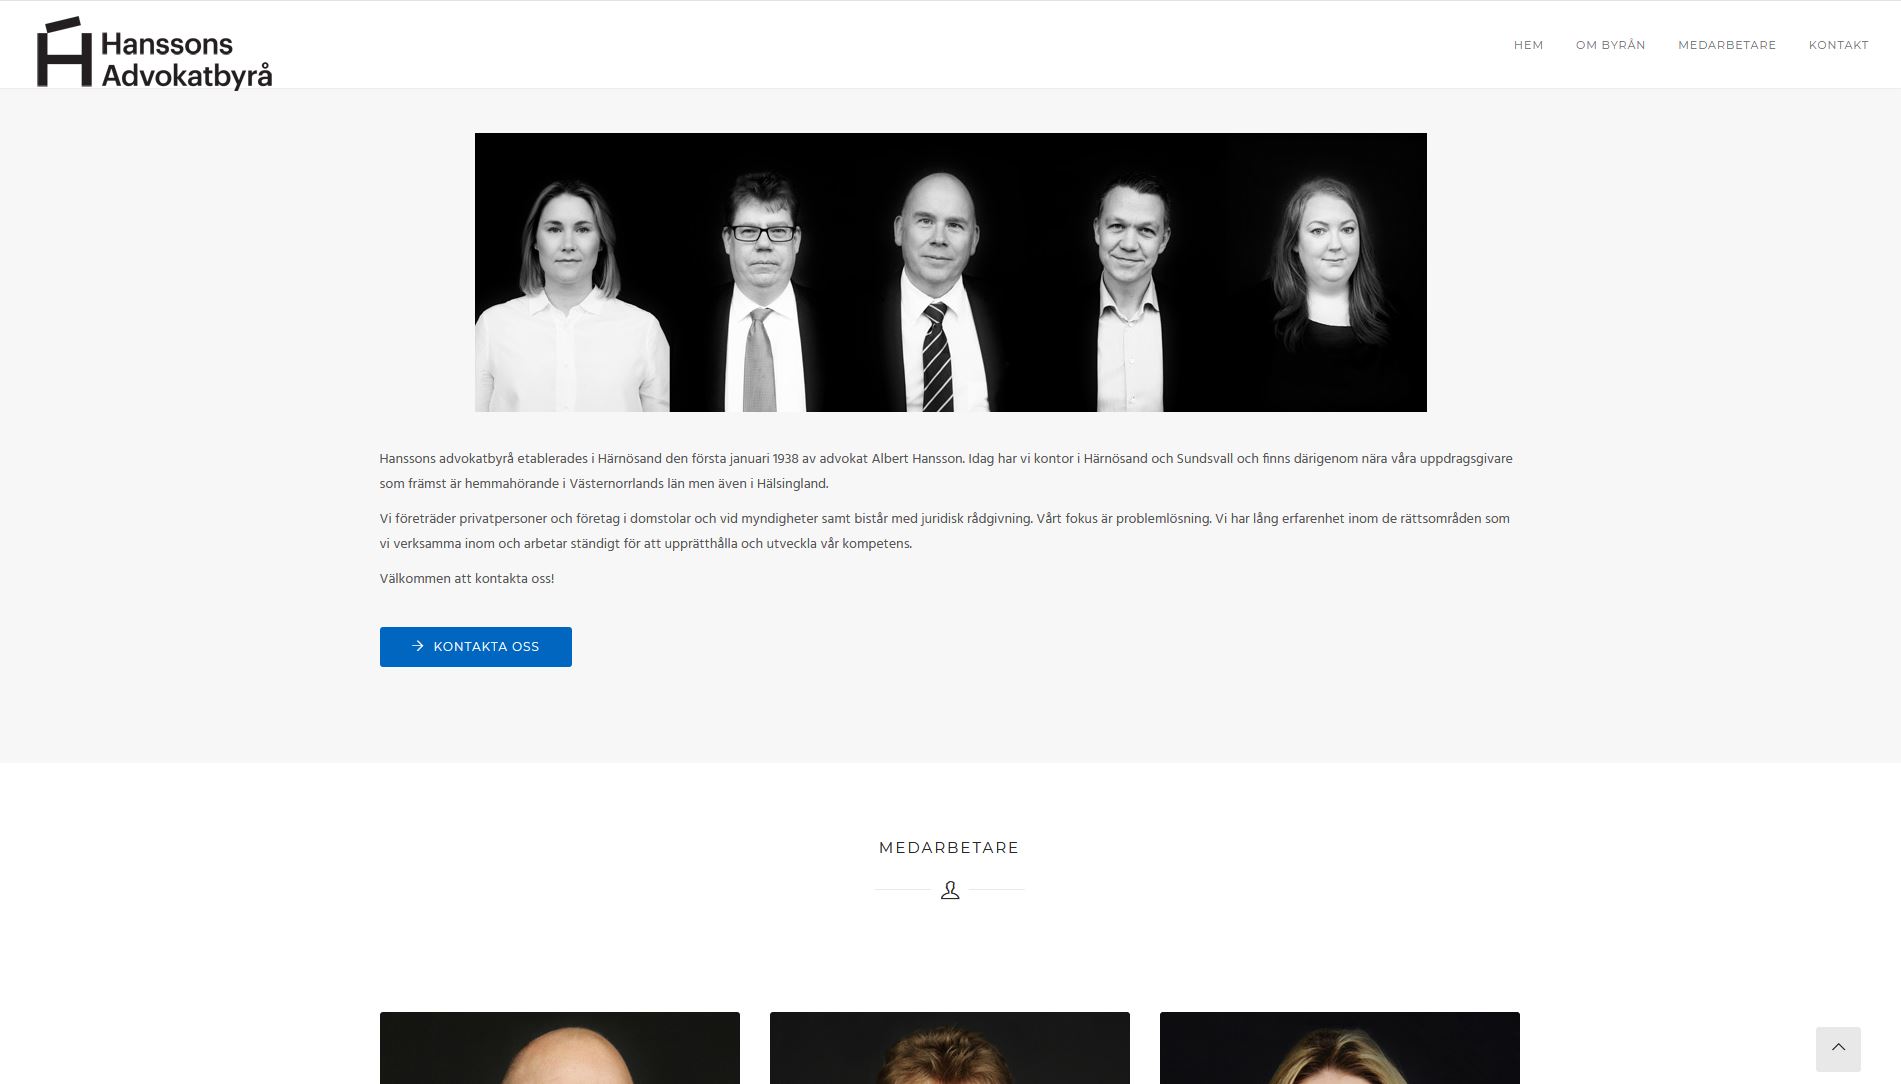 Hanssons
Advokatbyrå
HEM OM BYRÅN MEDARBETARE KONTAKT
Hanssons advokatbyrå etablerades i Härnösand den första januari 1938 av advokat Albert Hansson. Idag har vi kontor i Härnösand och Sundsvall och finns därigenom nära våra uppdragsgivare
som främst är hemmahörande i Västernorrlands län men även i Hälsingland.
Vi företräder privatpersoner och företag i domstolar och vid myndigheter samt bistår med juridisk rådgivning. Vårt fokus är problemlösning. Vi har lång erfarenhet inom de rättsområden som
vi verksamma inom och arbetar ständigt för att upprätthålla och utveckla vår kompetens.
Välkommen att kontakta oss!
KONTAKTA OSS
MEDARBETARE